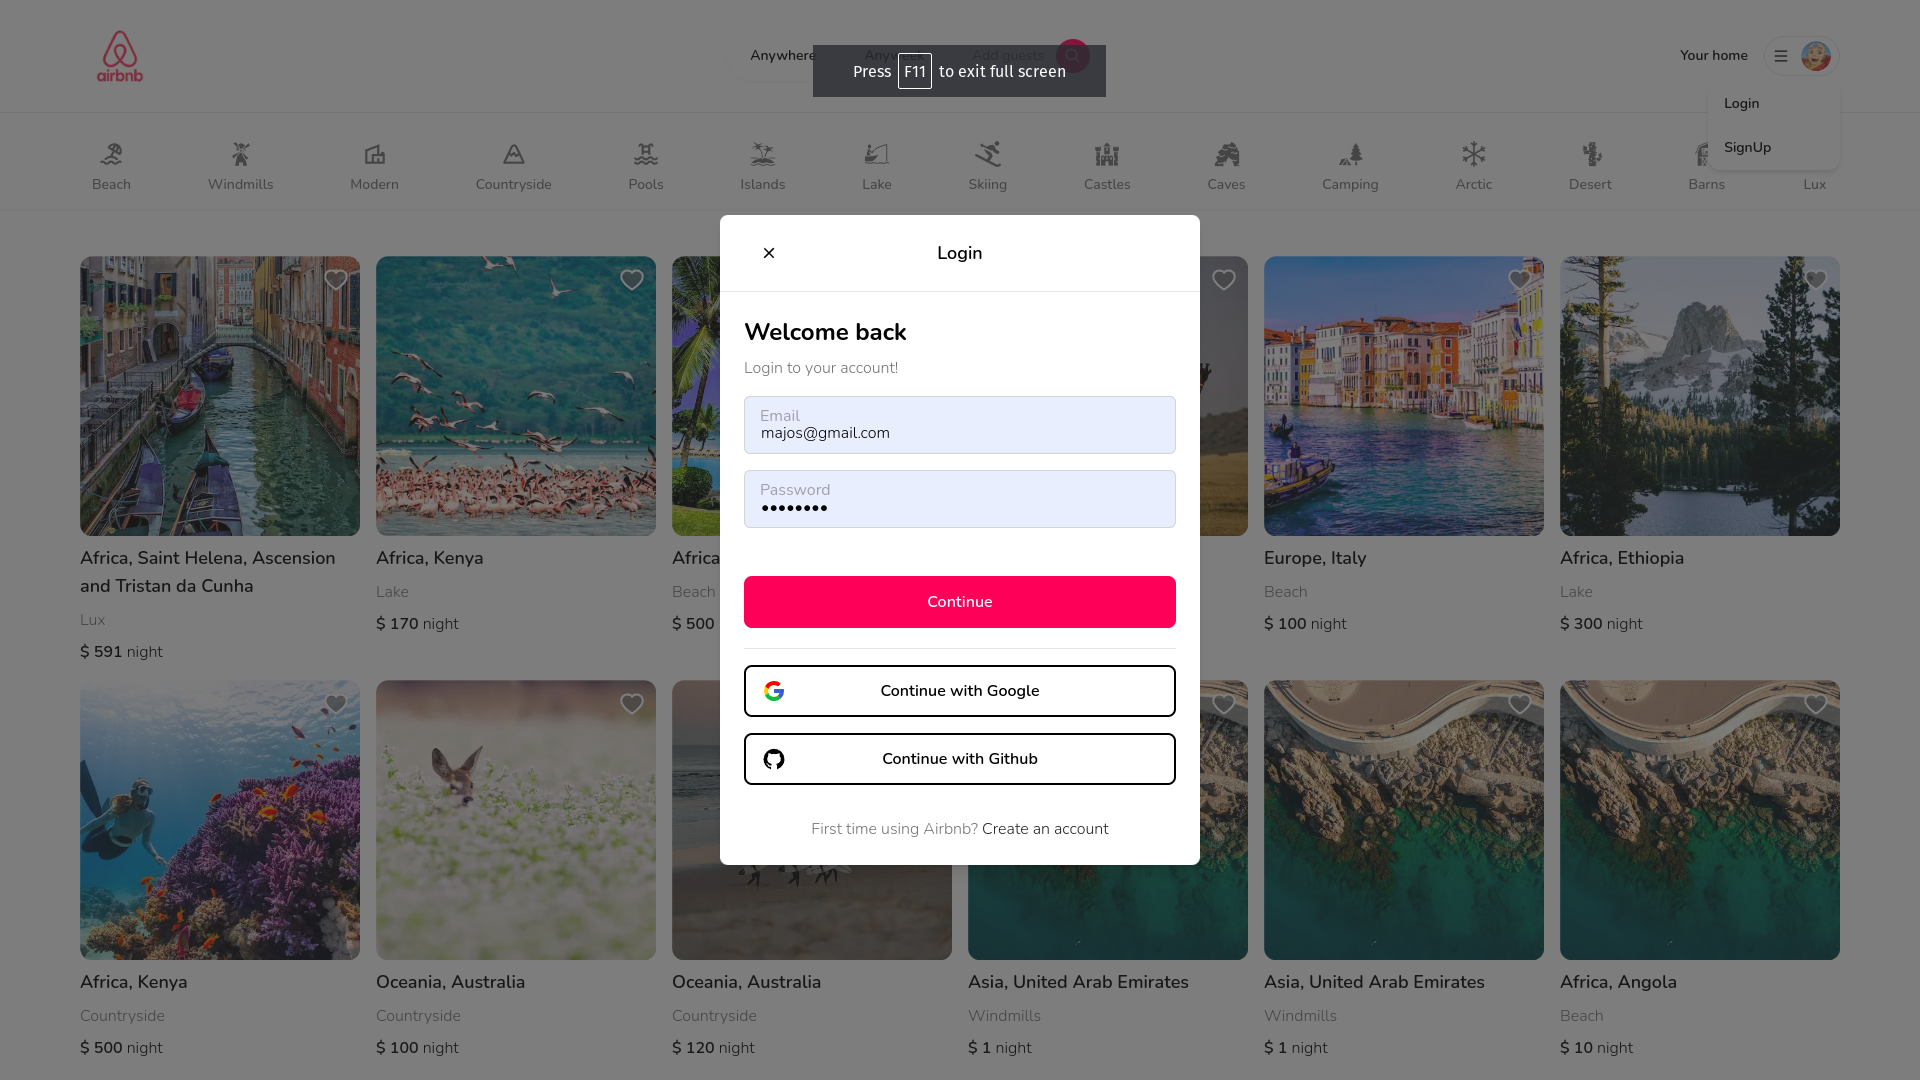 airbnb
Anywhere
Anyweek
Add guests
Press F11 to exit full screen
Your home
Login
SignUp
Beach
Windmills
Modern
Countryside
Pools
Islands
Lake
Skiing
Castles
Caves
Camping
Arctic
Desert
Barns
Lux
Login
Welcome back
Login to your account!
Email
majos@gmail.com
Password
••••••••
Continue
Continue with Google
Continue with Github
First time using Airbnb? Create an account
Africa, Saint Helena, Ascension
and Tristan da Cunha
Lux
$ 591 night
Africa, Kenya
Lake
$ 170 night
Africa
Beach
$ 500
Europe, Italy
Beach
$ 100 night
Africa, Ethiopia
Lake
$ 300 night
Africa, Kenya
Countryside
$ 500 night
Oceania, Australia
Countryside
$ 100 night
Oceania, Australia
Countryside
$ 120 night
Asia, United Arab Emirates
Windmills
$ 1 night
Asia, United Arab Emirates
Windmills
$ 1 night
Africa, Angola
Beach
$ 10 night